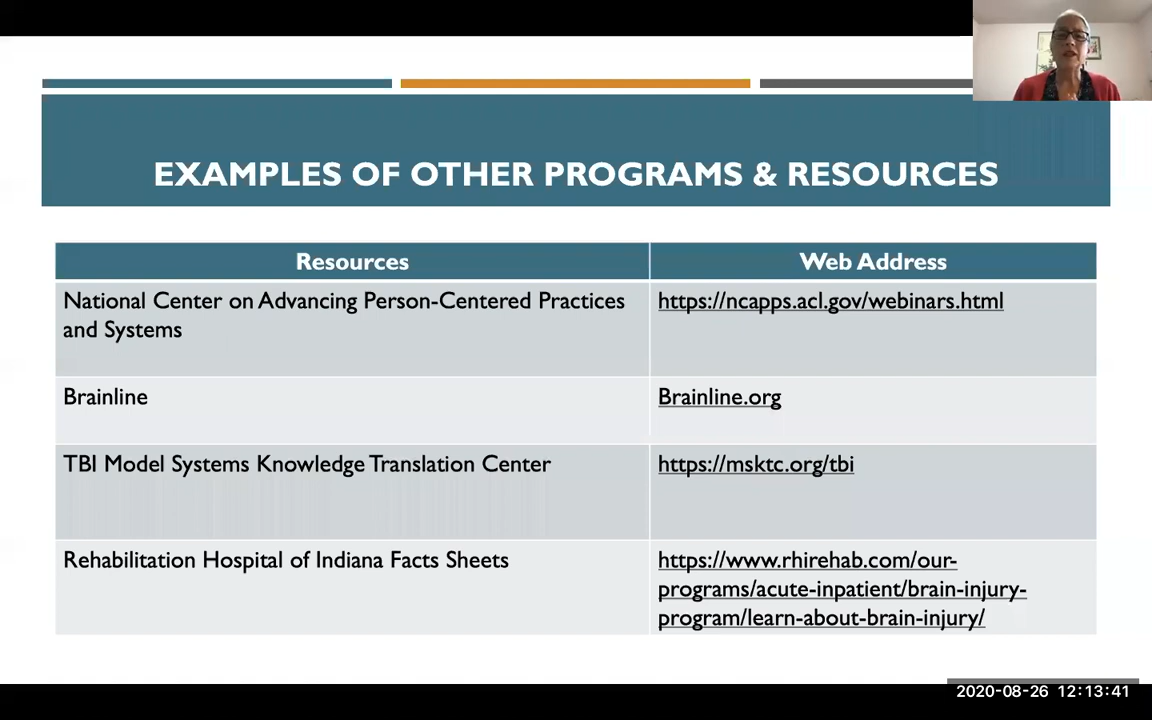 EXAMPLES OF OTHER PROGRAMS & RESOURCES
Resources
Web Address
National Center on Advancing Person-Centered Practices
and Systems
https://ncapps.acl.gov/webinars.html
Brainline
Brainline.org
TBI Model Systems Knowledge Translation Center
https://msktc.org/tbi
Rehabilitation Hospital of Indiana Facts Sheets
https://www.rhirehab.com/our-
programs/acute-inpatient/brain-injury-
program/learn-about-brain-injury/
2020-08-26 12:13:41